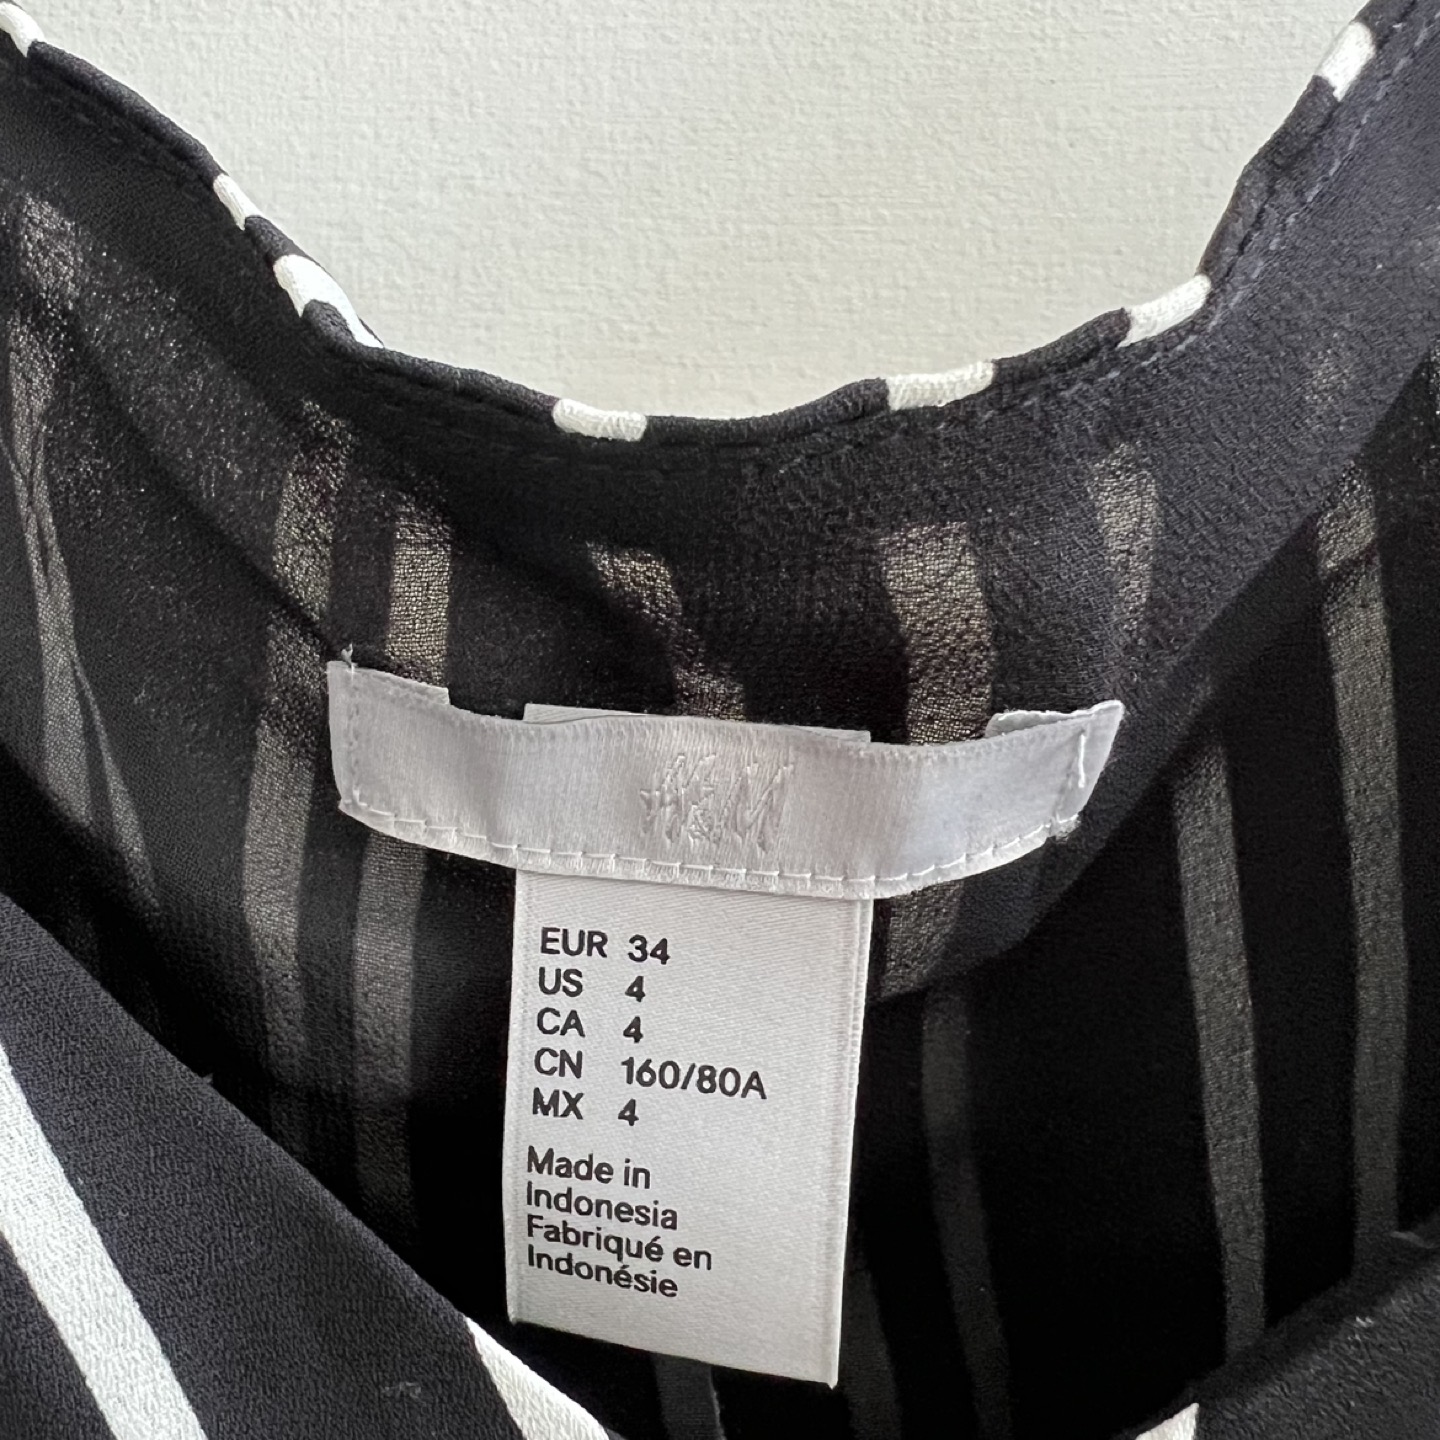 H&M
EUR 34
US 4
CA 4
CN 160/80A
MX 4
Made in
Indonesia
Fabriqué en
Indonésie